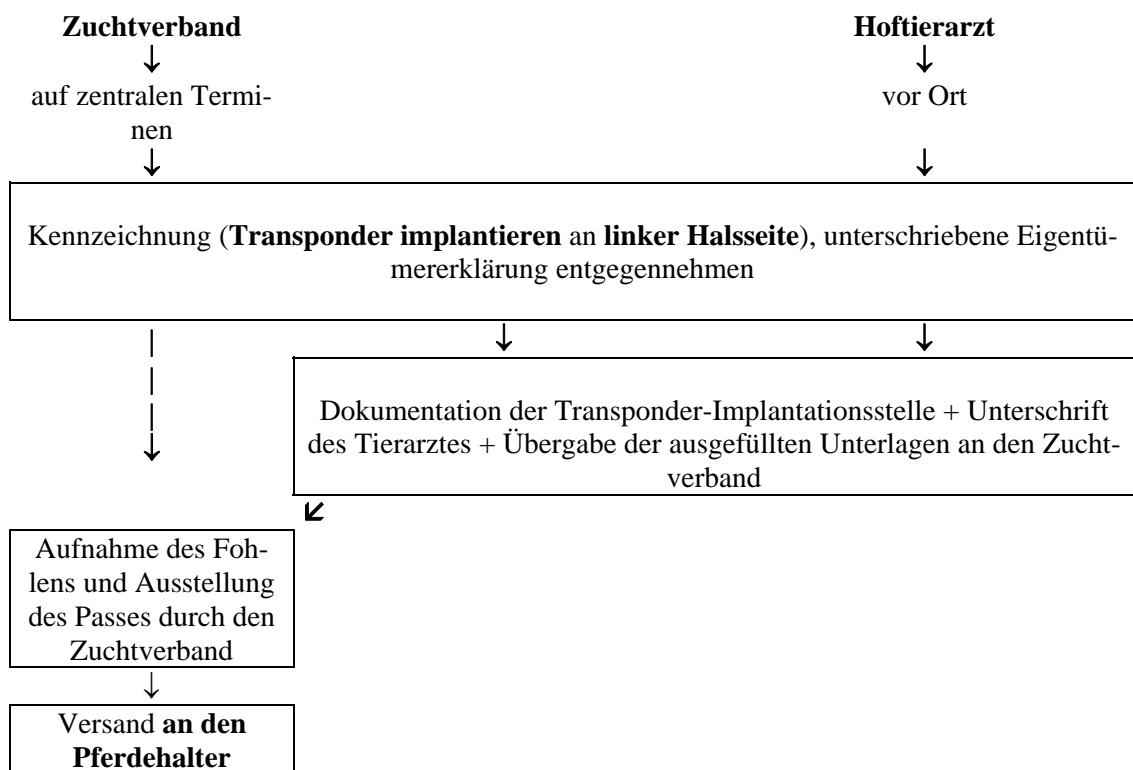 Zuchtverband
Hoftierarzt
auf zentralen Termi-
nen
vor Ort
Kennzeichnung (Transponder implantieren an linker Halsseite), unterschriebene Eigentü-
mererklärung entgegennehmen
Dokumentation der Transponder-Implantationsstelle + Unterschrift
des Tierarztes + Übergabe der ausgefüllten Unterlagen an den Zucht-
verband
Aufnahme des Foh-
lens und Ausstellung
des Passes durch den
Zuchtverband
Versand an den
Pferdehalter